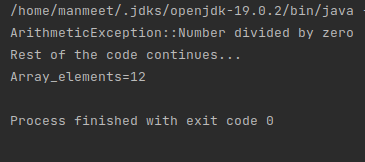 /home/manmeet/.jdks/openjdk-19.0.2/bin/java
ArithmeticException::Number divided by zero
Rest of the code continues...
Array_elements=12
Process finished with exit code 0